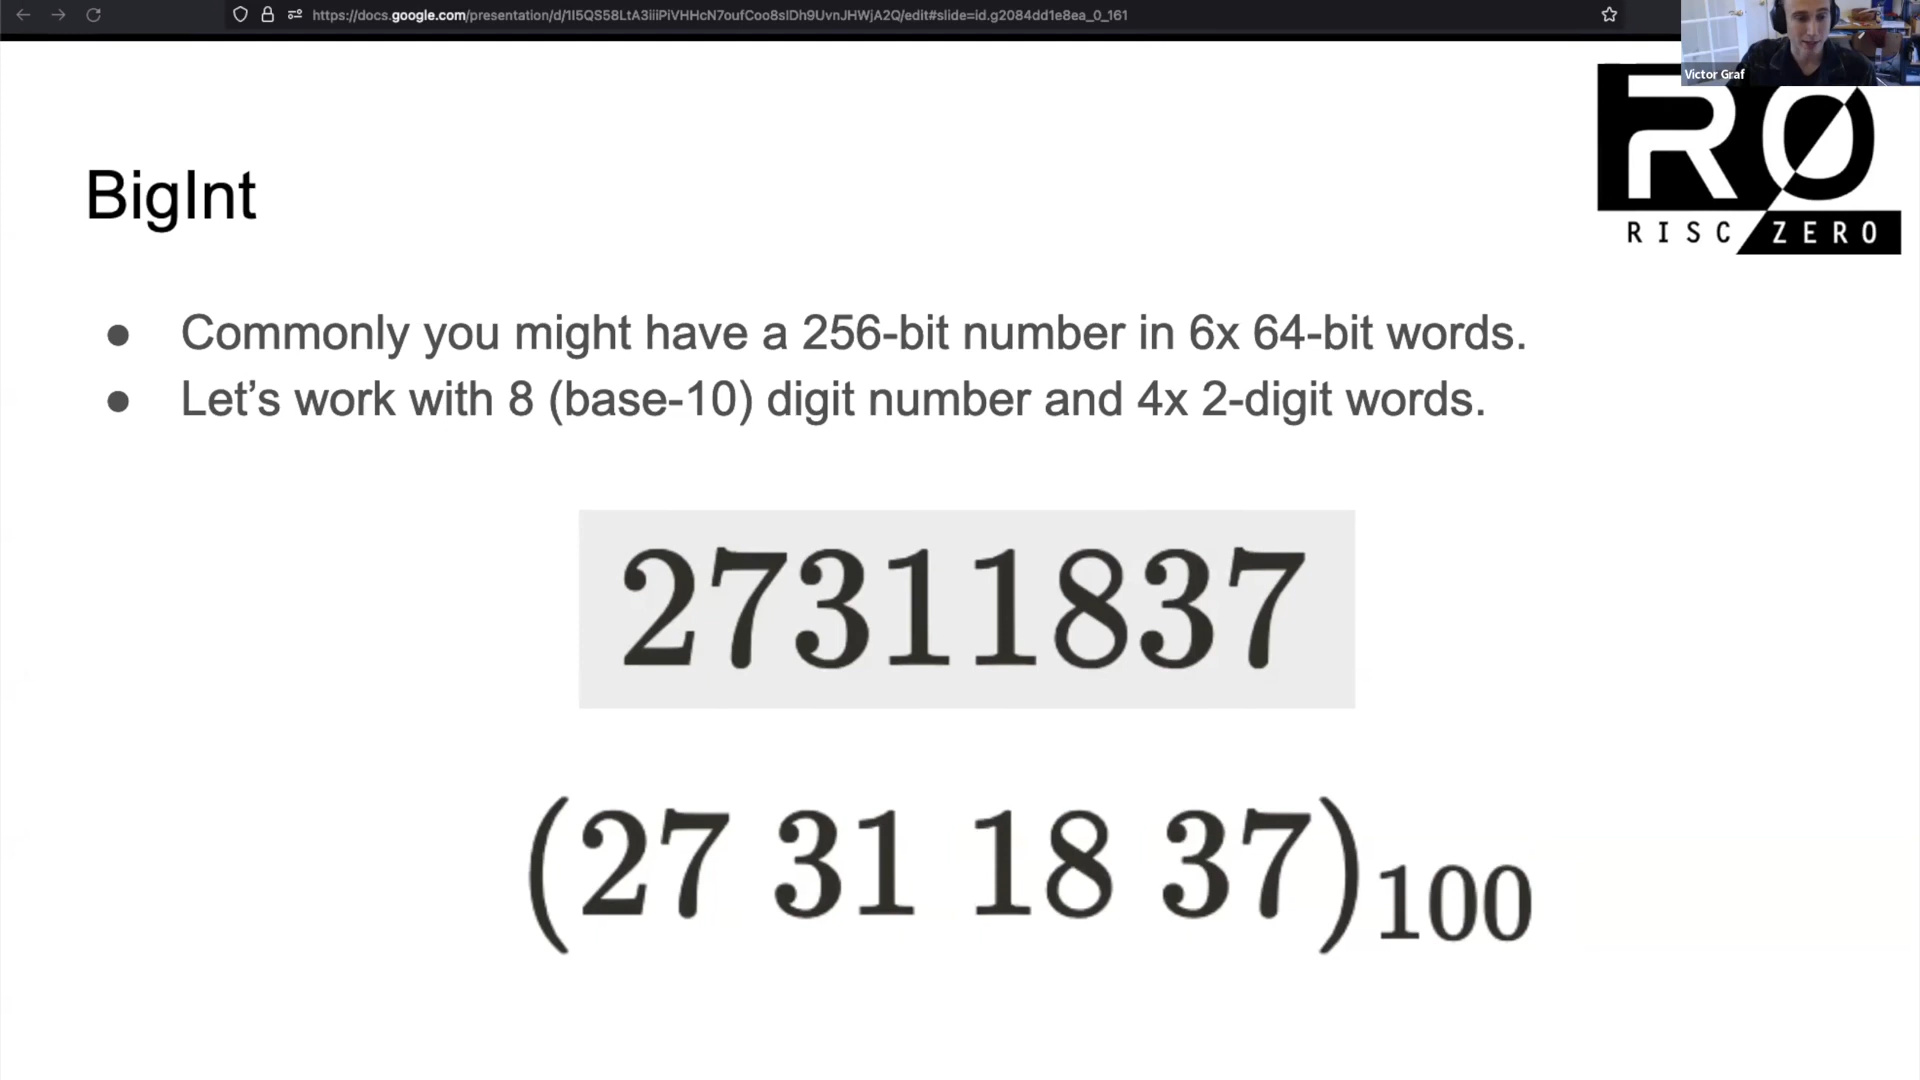 https://docs.google.com/presentation/d/1I5QS58LtA3iiiPiVHHcN7oufCoo8sIDh9UvnJHWjA2Q/edit#slide=id.g2084dd1e8ea_0_161
Victor Graf
R0
RISC ZERO
BigInt
● Commonly you might have a 256-bit number in 6x 64-bit words.
● Let’s work with 8 (base-10) digit number and 4x 2-digit words.
27311837
(27 31 18 37)100